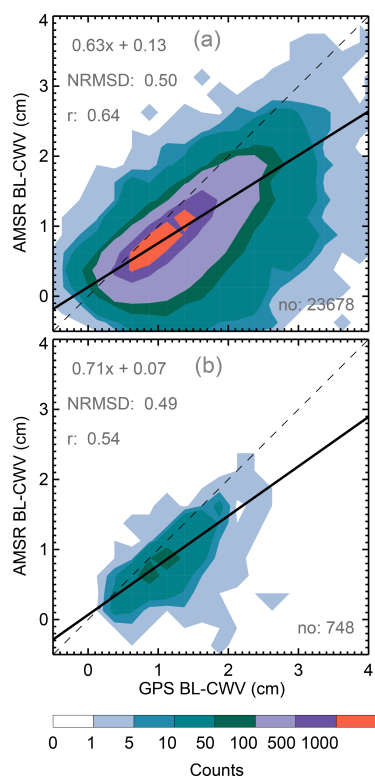 0.63x + 0.13 (a)
NRMSD: 0.50
r: 0.64
no: 23678
4
3
2
1
0
AMSR BL-CWV (cm)
0.71x + 0.07 (b)
NRMSD: 0.49
r: 0.54
no: 748
4
3
2
1
0
AMSR BL-CWV (cm)
0 1 2 3 4
GPS BL-CWV (cm)
0 1 5 10 50 100 500 1000
Counts